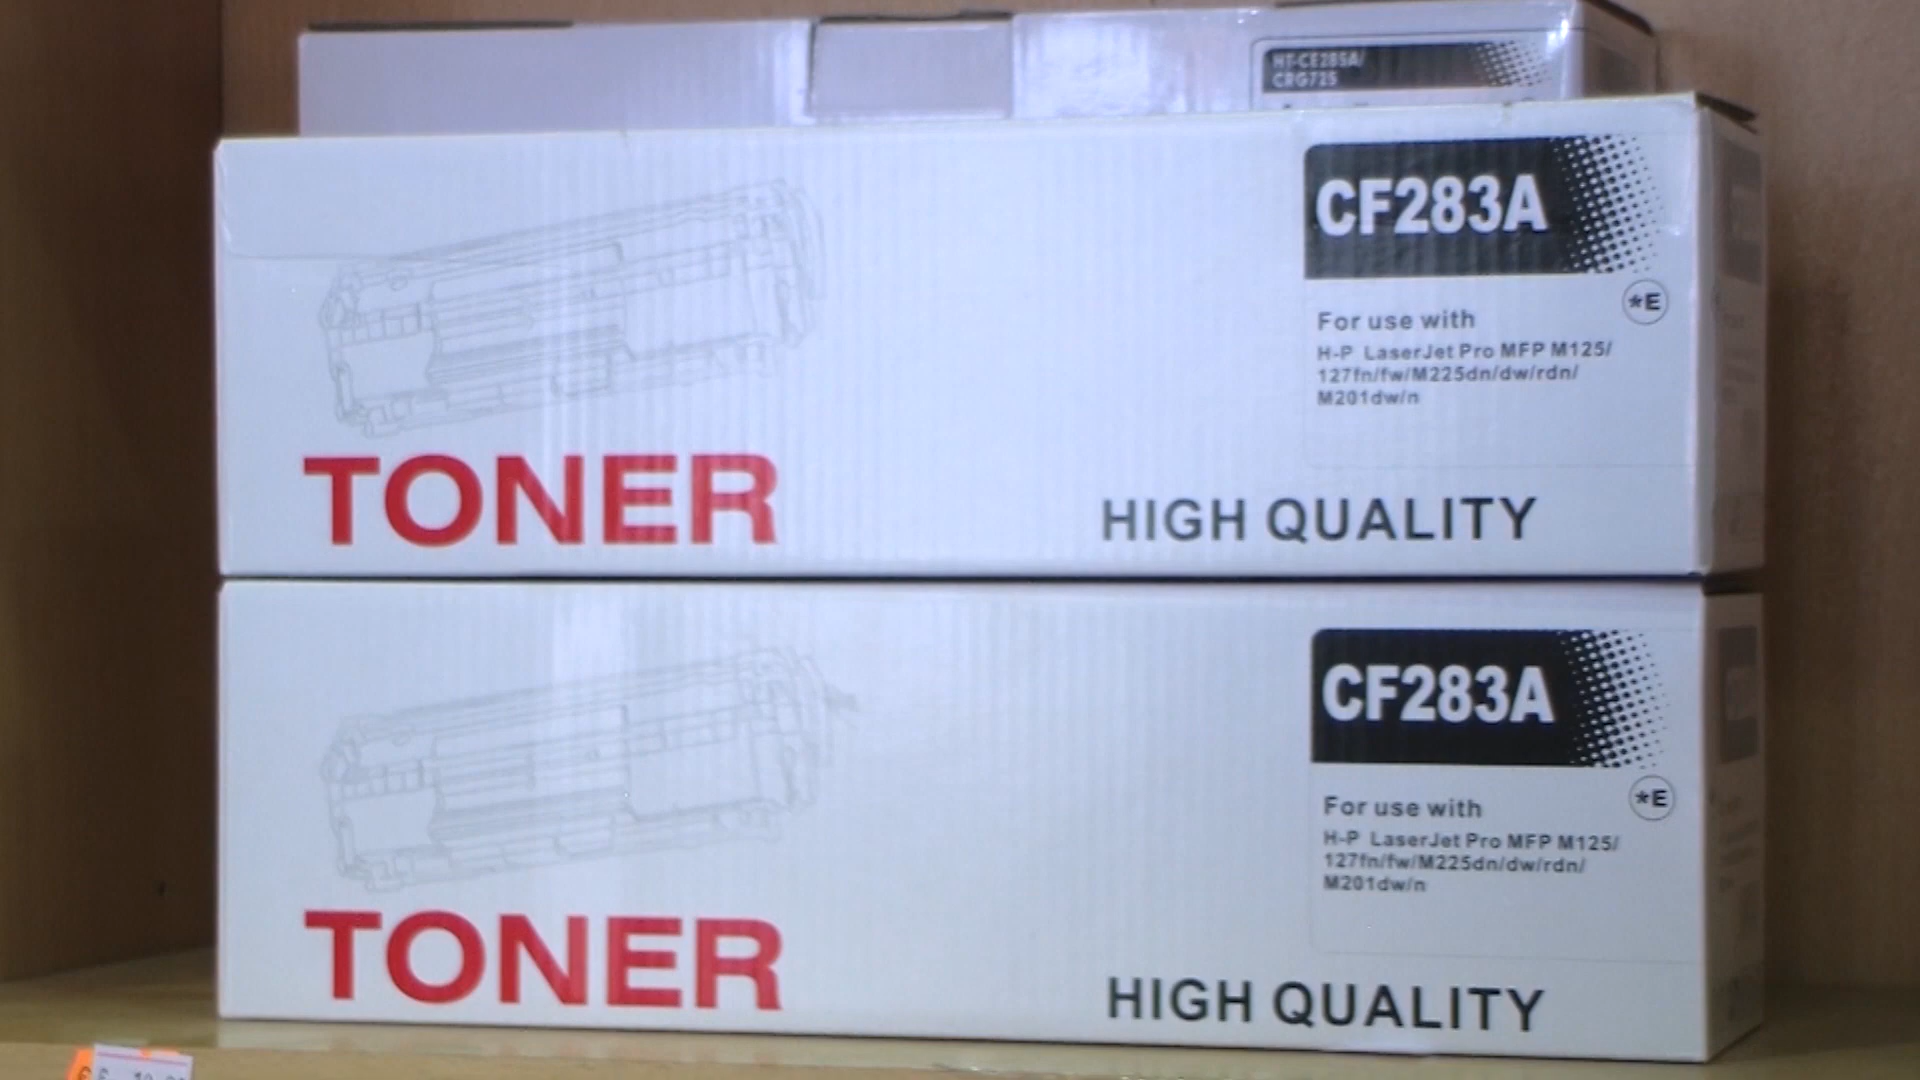 HT-CE285A/
CRG725
CF283A
*E
For use with
H-P LaserJet Pro MFP M125/
127fn/fw/M225dn/dw/rdn/
M201dw/n
TONER
HIGH QUALITY
CF283A
*E
For use with
H-P LaserJet Pro MFP M125/
127fn/fw/M225dn/dw/rdn/
M201dw/n
TONER
HIGH QUALITY